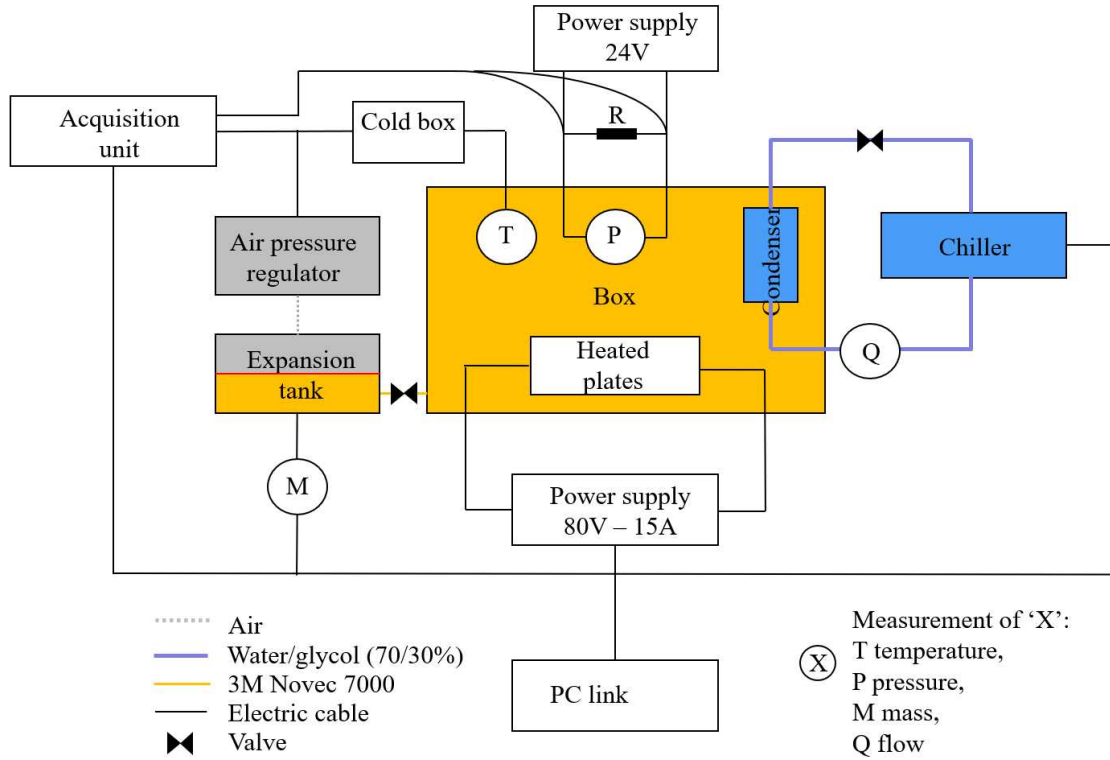 Power supply
24V
Acquisition
unit
Cold box
R
T
P
Condenser
Chiller
Air pressure
regulator
Box
Q
Expansion
tank
Heated
plates
M
Power supply
80V – 15A
Air
Water/glycol (70/30%)
3M Novec 7000
Electric cable
Valve
PC link
X
Measurement of ‘X’:
T temperature,
P pressure,
M mass,
Q flow